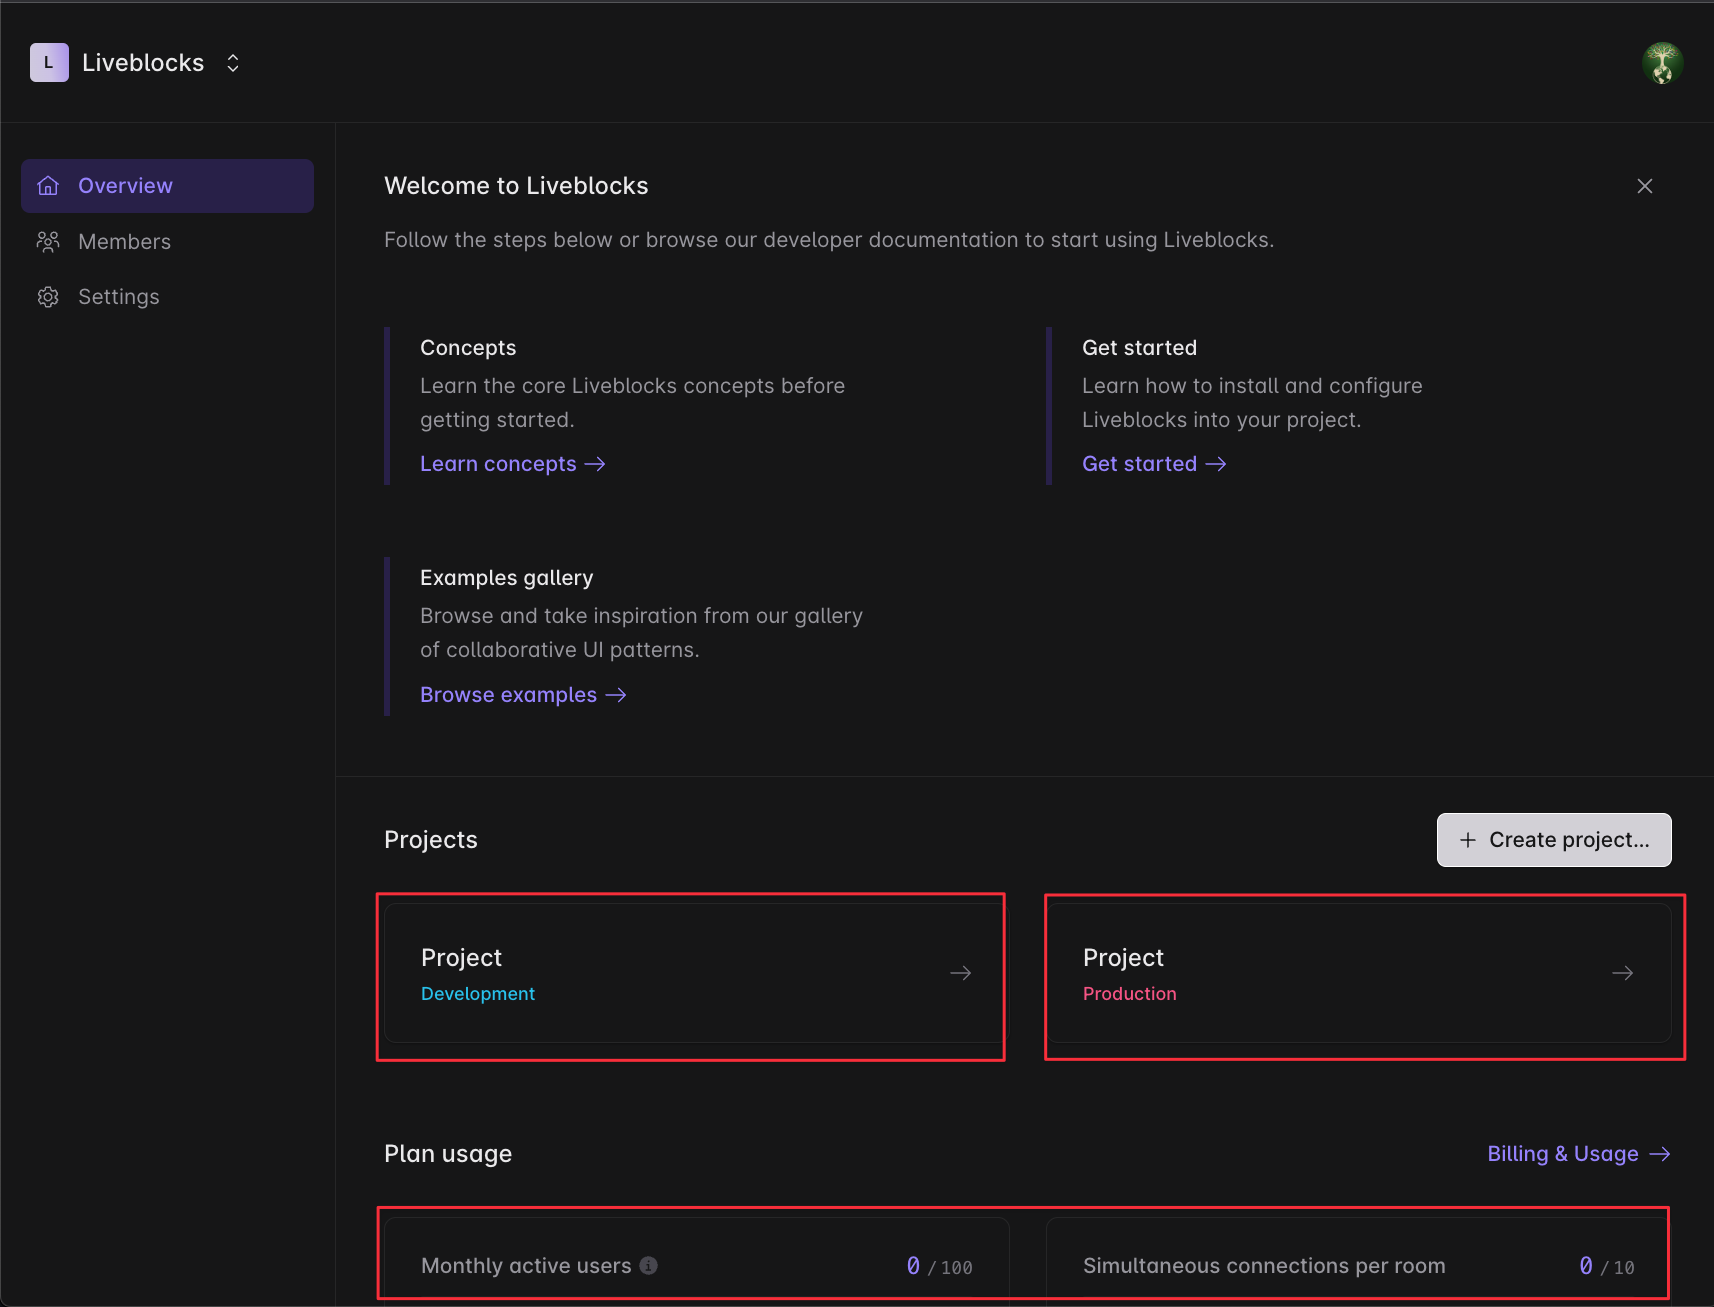 L Liveblocks
Overview
Members
Settings
Welcome to Liveblocks
Follow the steps below or browse our developer documentation to start using Liveblocks.
Concepts
Learn the core Liveblocks concepts before
getting started.
Learn concepts →
Get started
Learn how to install and configure
Liveblocks into your project.
Get started →
Examples gallery
Browse and take inspiration from our gallery
of collaborative UI patterns.
Browse examples →
Projects
+ Create project...
Project
Development
Project
Production
Plan usage
Billing & Usage →
Monthly active users 0 / 100
Simultaneous connections per room 0 / 10